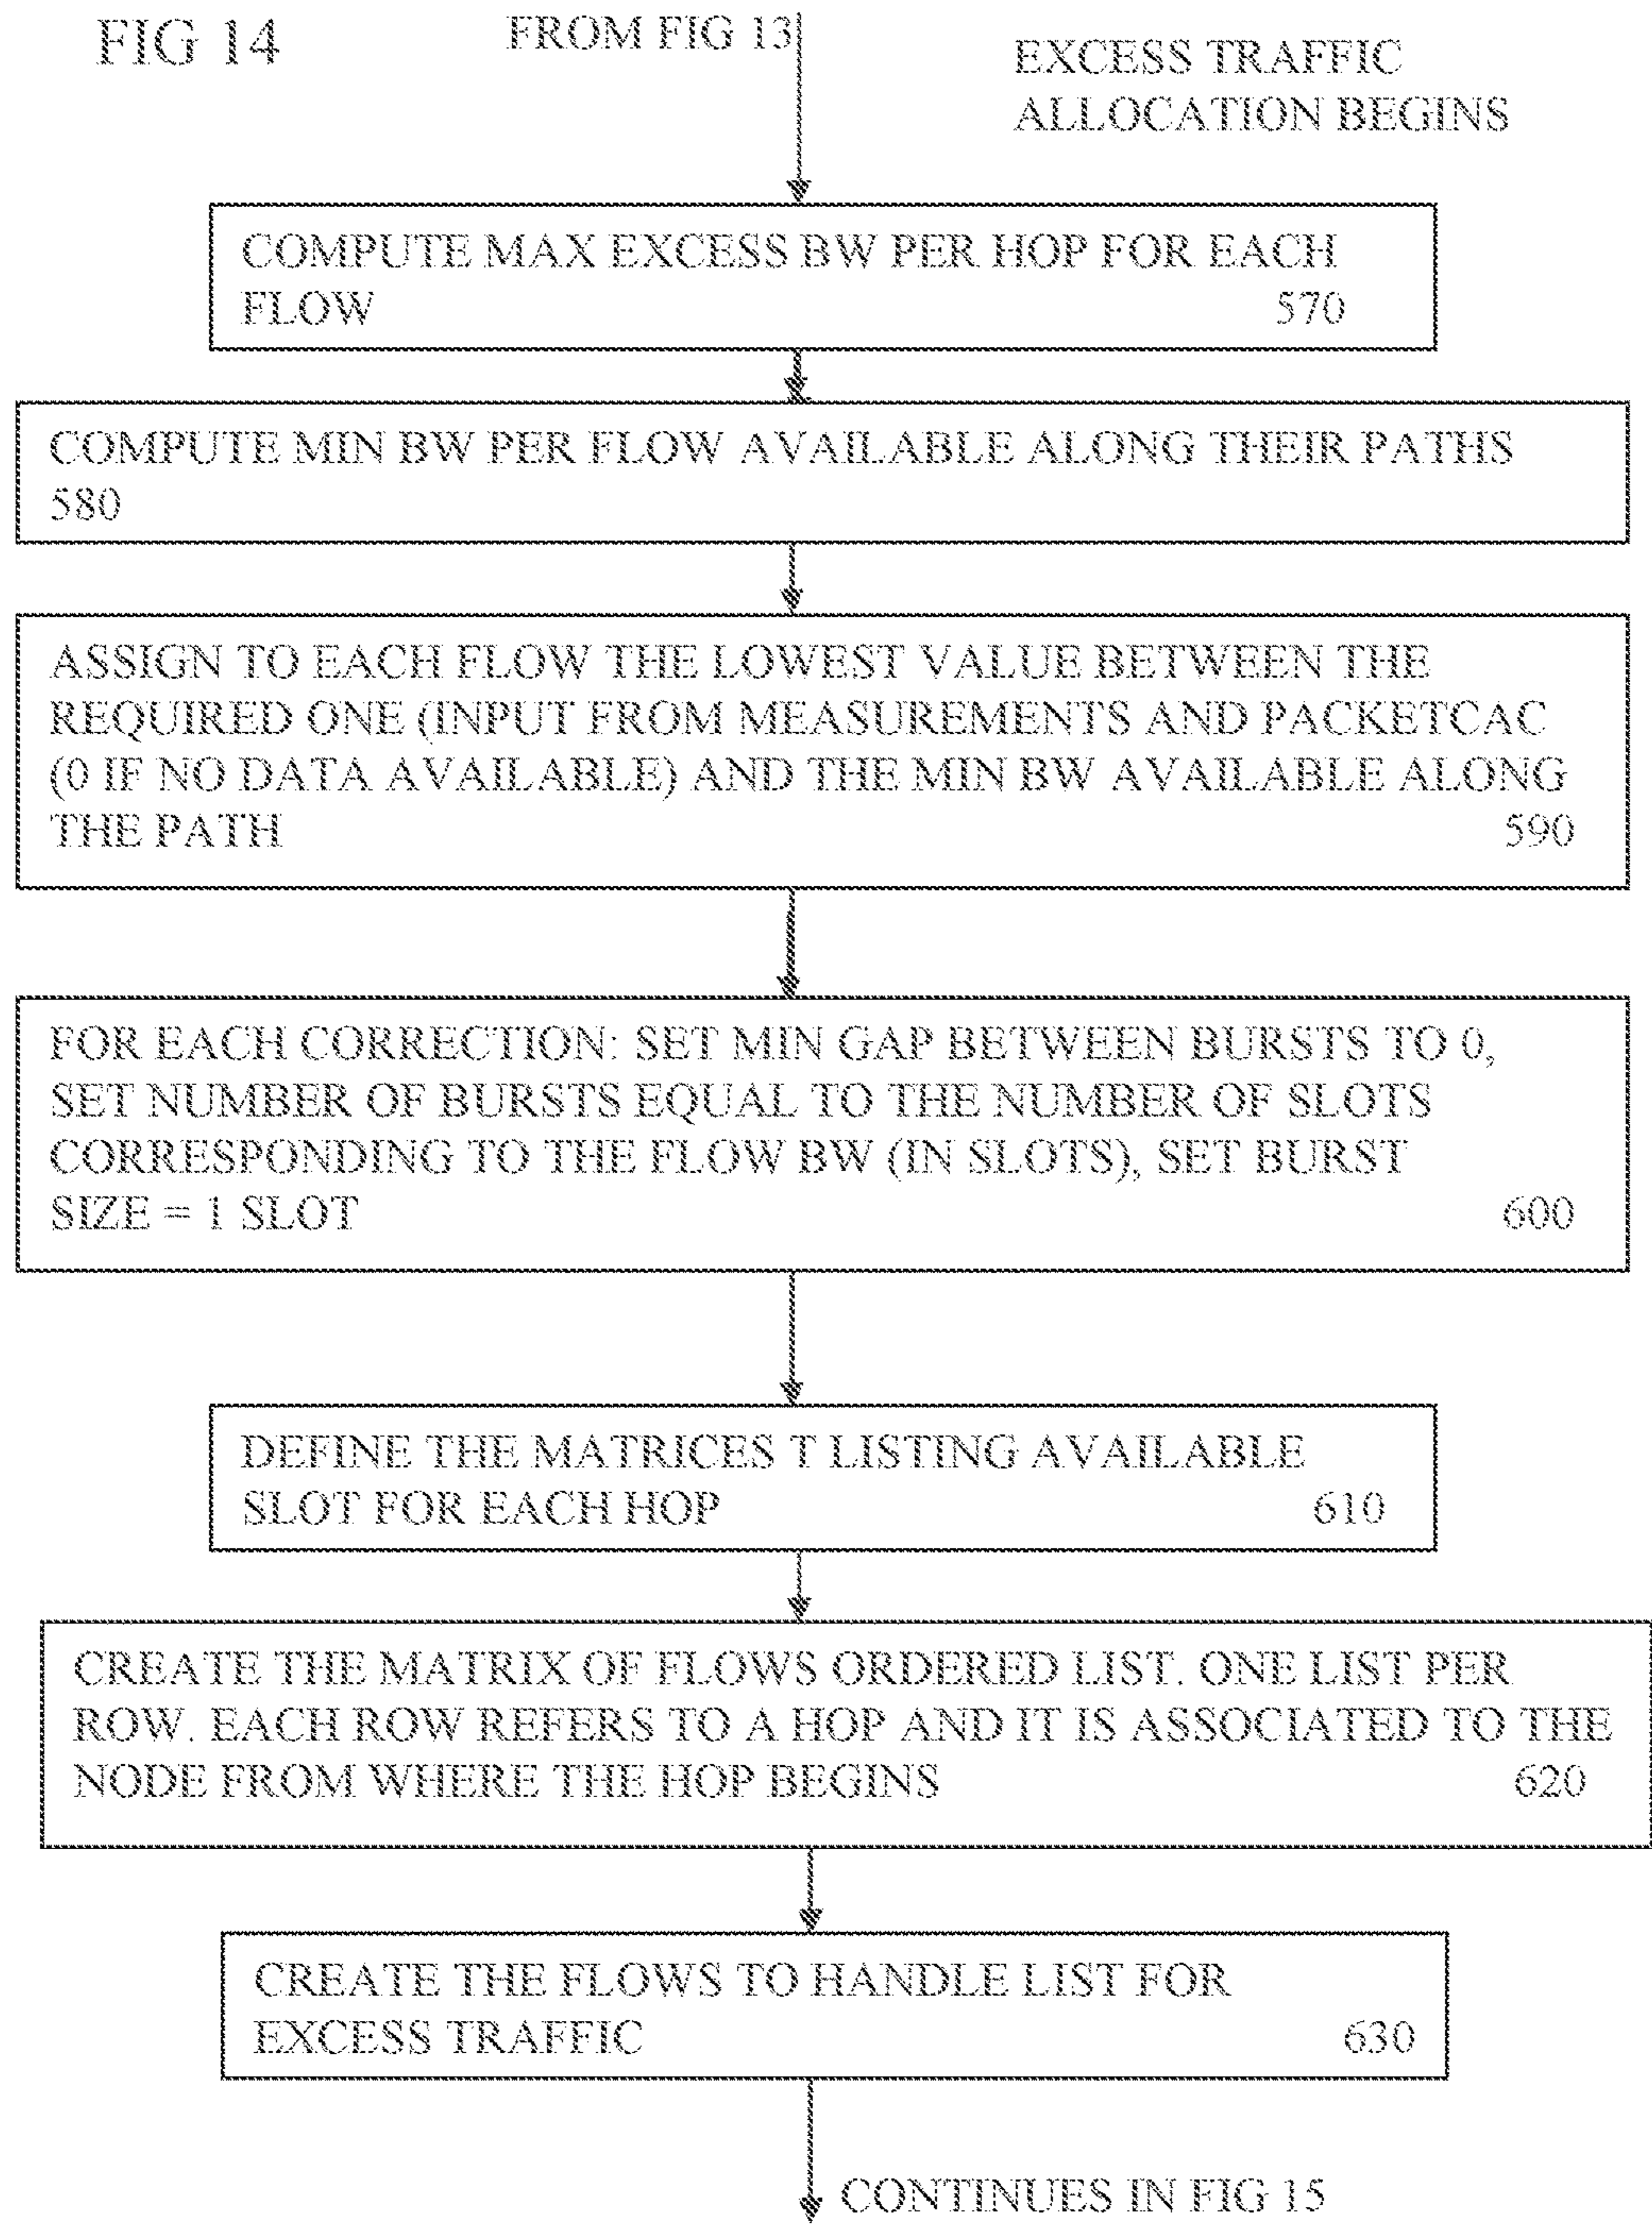 FIG 14
FROM FIG 13
EXCESS TRAFFIC
ALLOCATION BEGINS
COMPUTE MAX EXCESS BW PER HOP FOR EACH
FLOW 570
COMPUTE MIN BW PER FLOW AVAILABLE ALONG THEIR PATHS
580
ASSIGN TO EACH FLOW THE LOWEST VALUE BETWEEN THE
REQUIRED ONE (INPUT FROM MEASUREMENTS AND PACKETCAC
(0 IF NO DATA AVAILABLE) AND THE MIN BW AVAILABLE ALONG
THE PATH 590
FOR EACH CORRECTION: SET MIN GAP BETWEEN BURSTS TO 0,
SET NUMBER OF BURSTS EQUAL TO THE NUMBER OF SLOTS
CORRESPONDING TO THE FLOW BW (IN SLOTS), SET BURST
SIZE = 1 SLOT 600
DEFINE THE MATRICES T LISTING AVAILABLE
SLOT FOR EACH HOP 610
CREATE THE MATRIX OF FLOWS ORDERED LIST. ONE LIST PER
ROW. EACH ROW REFERS TO A HOP AND IT IS ASSOCIATED TO THE
NODE FROM WHERE THE HOP BEGINS 620
CREATE THE FLOWS TO HANDLE LIST FOR
EXCESS TRAFFIC 630
CONTINUES IN FIG 15